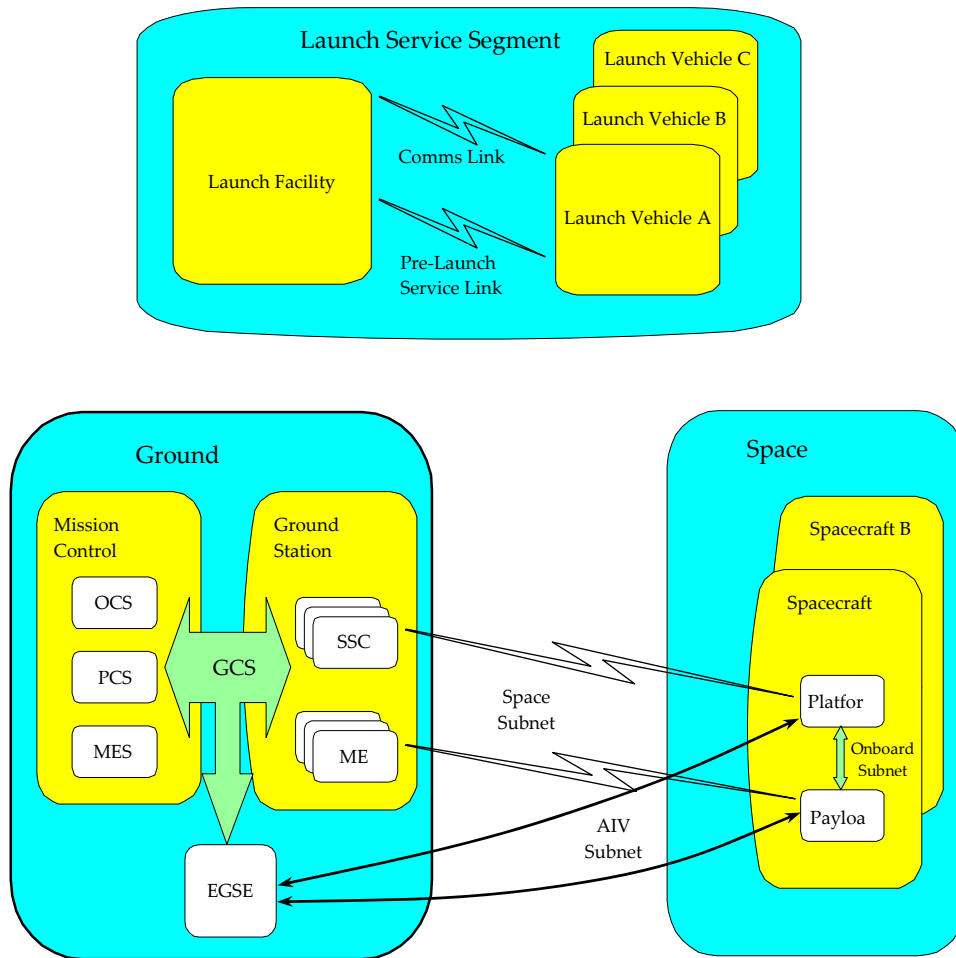 Launch Service Segment
Launch Vehicle C
Launch Vehicle B
Launch Vehicle A
Launch Facility
Comms Link
Pre-Launch
Service Link
Ground
Mission
Control
OCS
PCS
MES
GCS
Ground
Station
SSC
ME
EGSE
Space
Subnet
AIV
Subnet
Space
Spacecraft B
Spacecraft
Platfor
Onboard
Subnet
Payloa